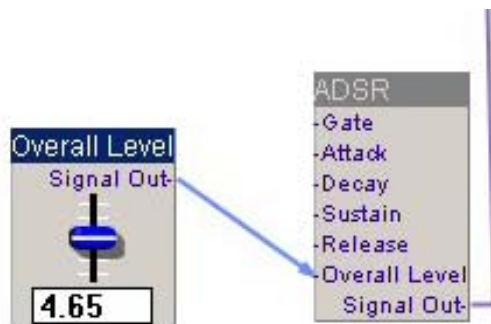 Overall Level
Signal Out
4.65
ADSR
Gate
Attack
Decay
Sustain
Release
Overall Level
Signal Out